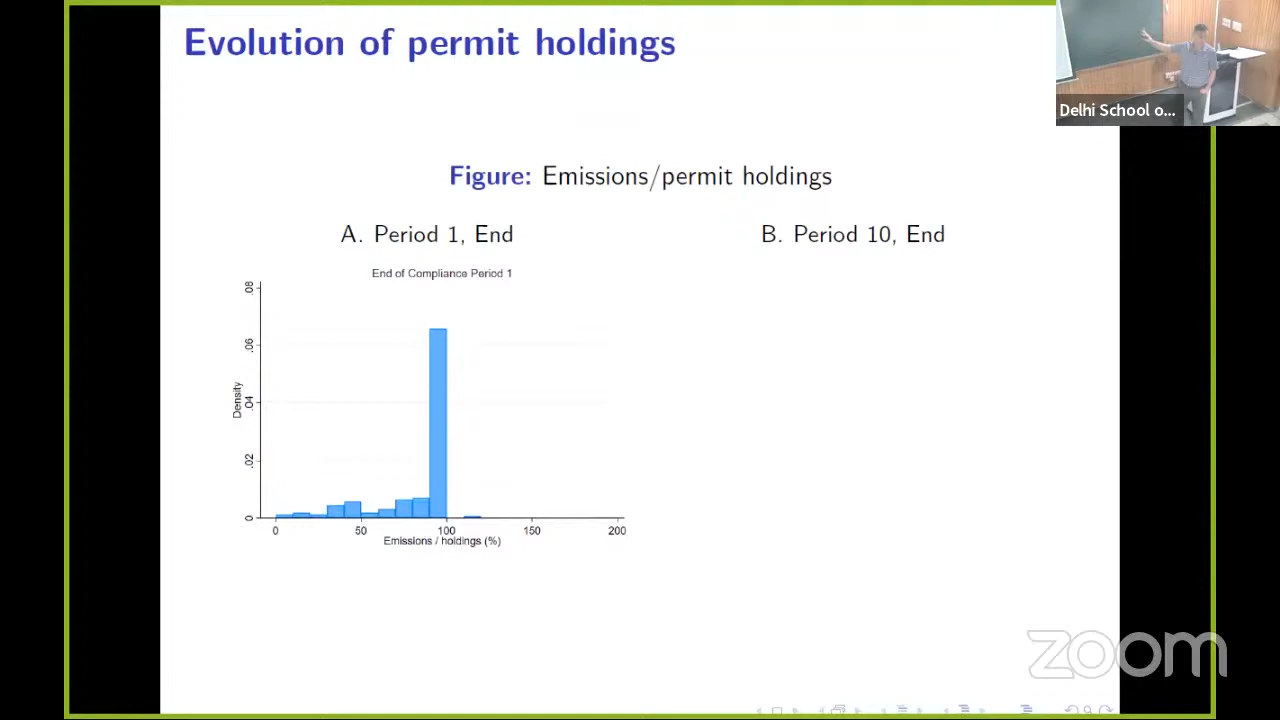 Evolution of permit holdings
Delhi School o...
Figure: Emissions/permit holdings
A. Period 1, End
B. Period 10, End
End of Compliance Period 1
Density
.08
.06
.04
.02
0
0 50 100 150 200
Emissions / holdings (%)
zoom